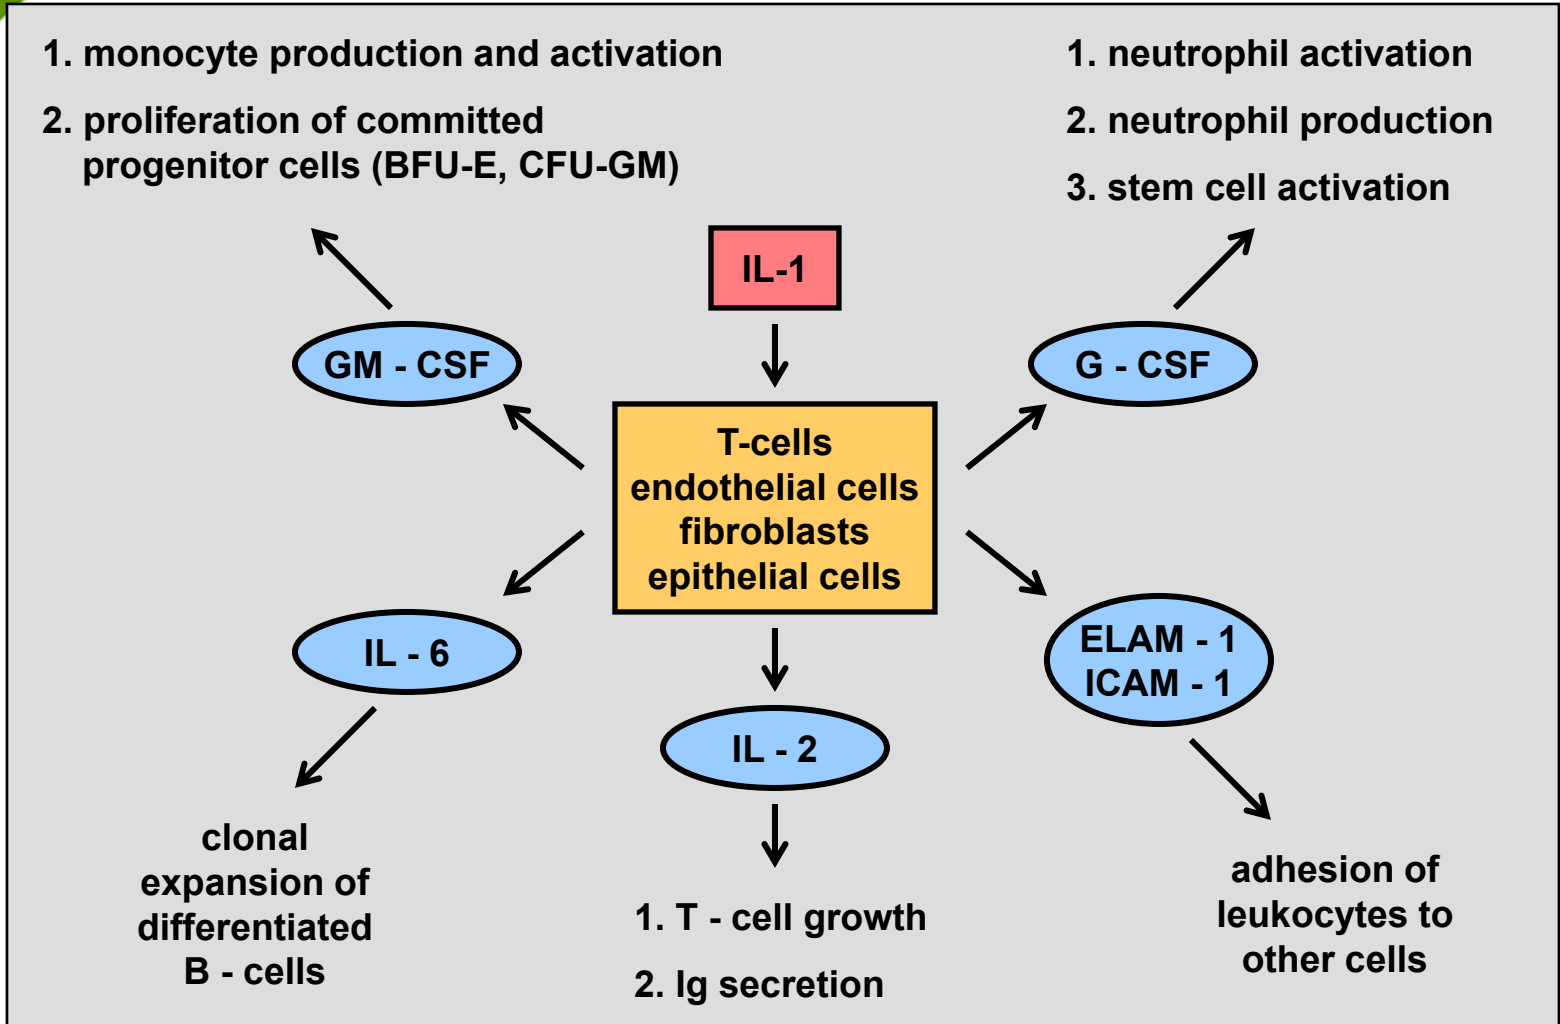 1. monocyte production and activation
2. proliferation of committed
progenitor cells (BFU-E, CFU-GM)
1. neutrophil activation
2. neutrophil production
3. stem cell activation
IL-1
GM - CSF
G - CSF
T-cells
endothelial cells
fibroblasts
epithelial cells
IL - 6
ELAM - 1
ICAM - 1
IL - 2
clonal
expansion of
differentiated
B - cells
1. T - cell growth
2. Ig secretion
adhesion of
leukocytes to
other cells